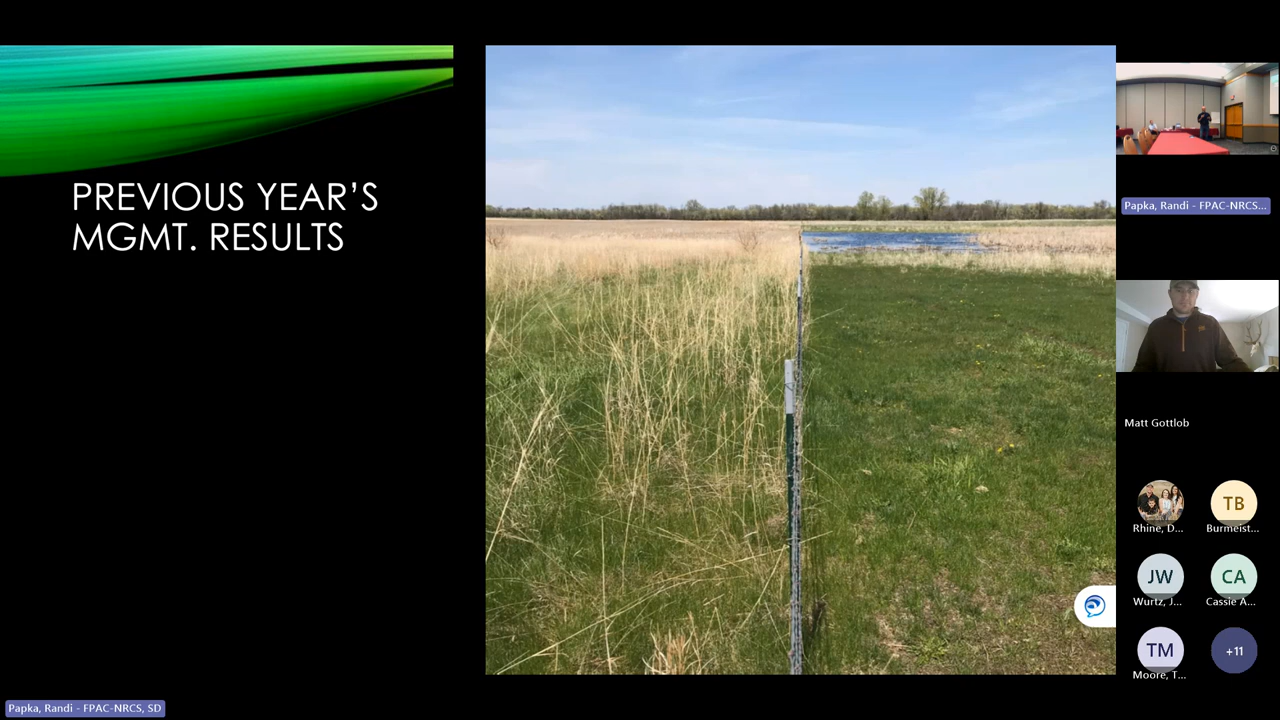 PREVIOUS YEAR’S
MGMT. RESULTS
Papka, Randi - FPAC-NRCS...
Matt Gottlob
Rhine, D...
TB
Burmeist...
JW
Wurtz, J...
CA
Cassie A...
TM
Moore, T...
+11
Papka, Randi - FPAC-NRCS, SD